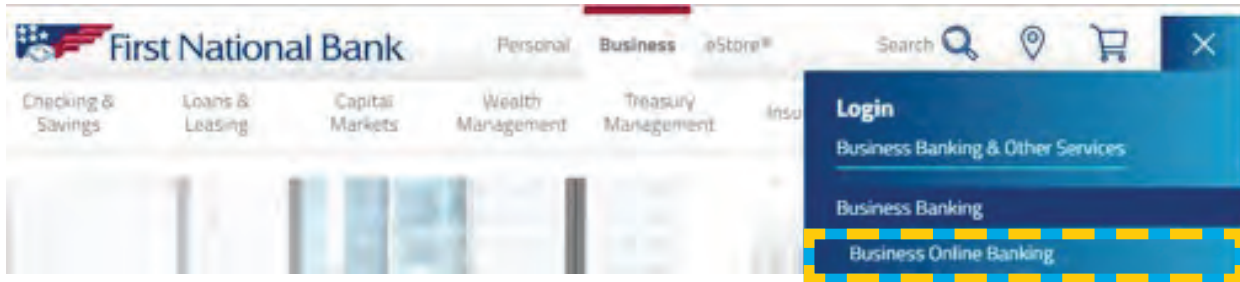 First National Bank
Personal
Business
eStore®
Search
Checking &
Savings
Loans &
Leasing
Capital
Markets
Wealth
Management
Treasury
Management
Insu
Login
Business Banking & Other Services
Business Banking
Business Online Banking